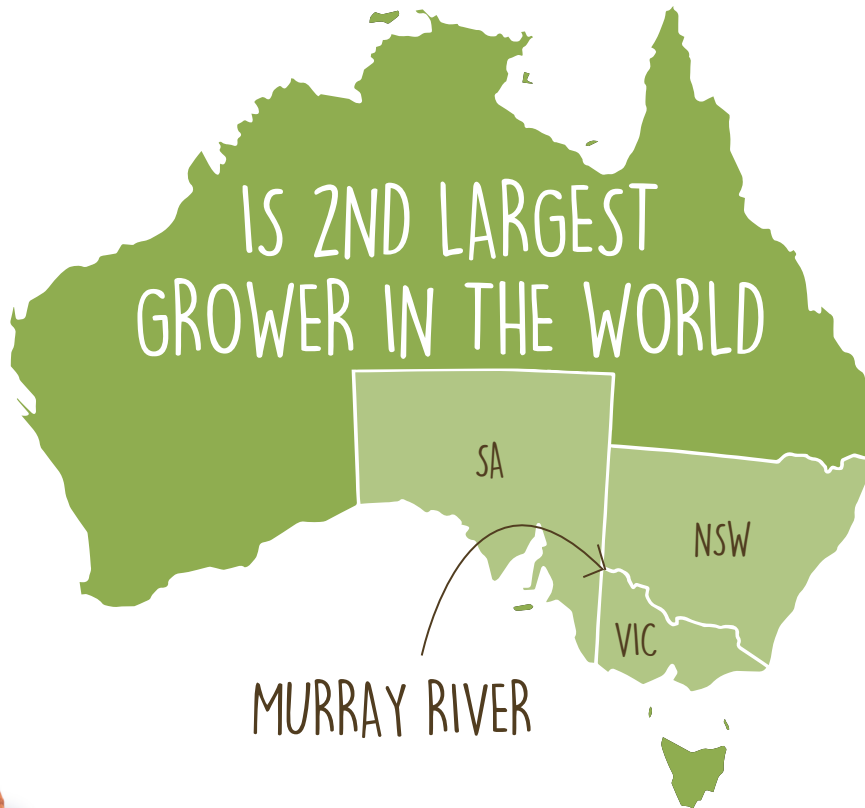 IS 2ND LARGEST
GROWER IN THE WORLD
SA
NSW
VIC
MURRAY RIVER